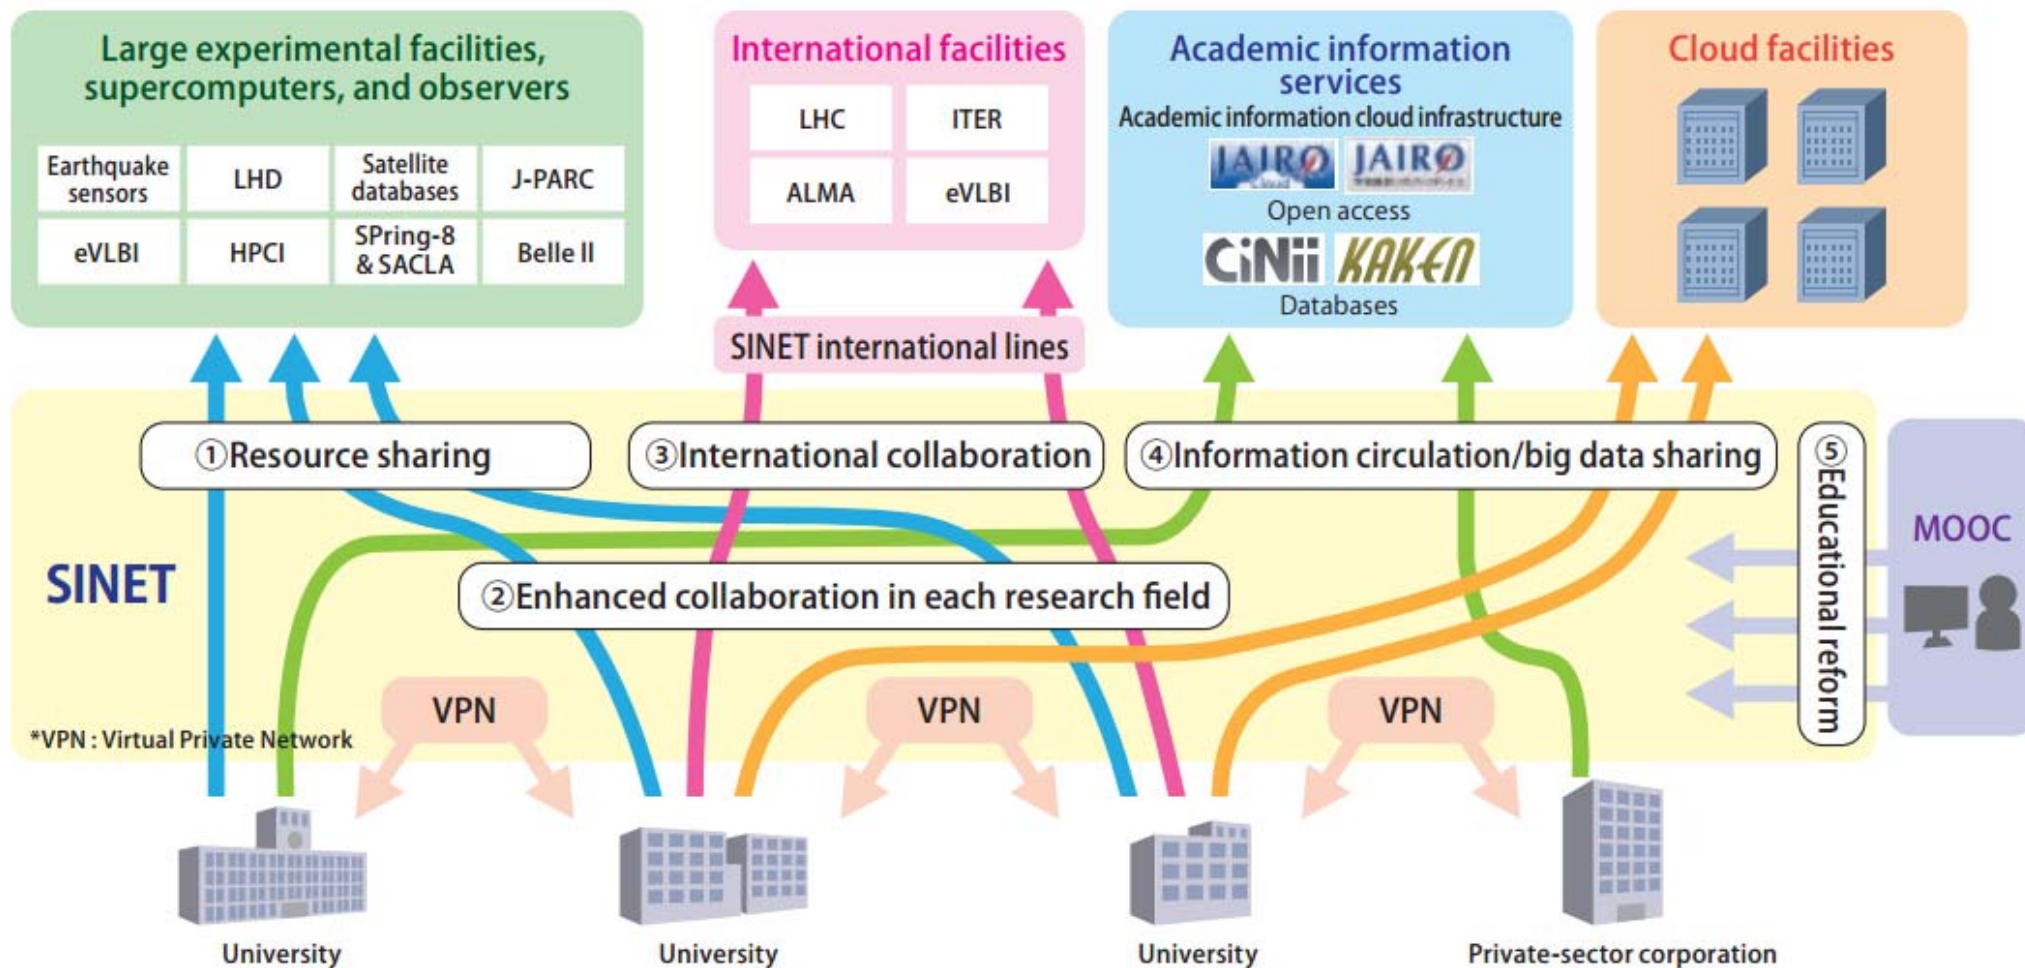 Large experimental facilities,
supercomputers, and observers
Earthquake
sensors
LHD
Satellite
databases
J-PARC
eVLBI
HPCI
SPring-8
& SACLA
Belle II
International facilities
LHC
ITER
ALMA
eVLBI
SINET international lines
Academic information
services
Academic information cloud infrastructure
JAIRO
Cloud
JAIRO
Open access
CiNii
KAKEN
Databases
Cloud facilities
①Resource sharing
③International collaboration
④Information circulation/big data sharing
⑤Educational reform
MOOC
SINET
②Enhanced collaboration in each research field
VPN
VPN
VPN
*VPN : Virtual Private Network
University
University
University
Private-sector corporation